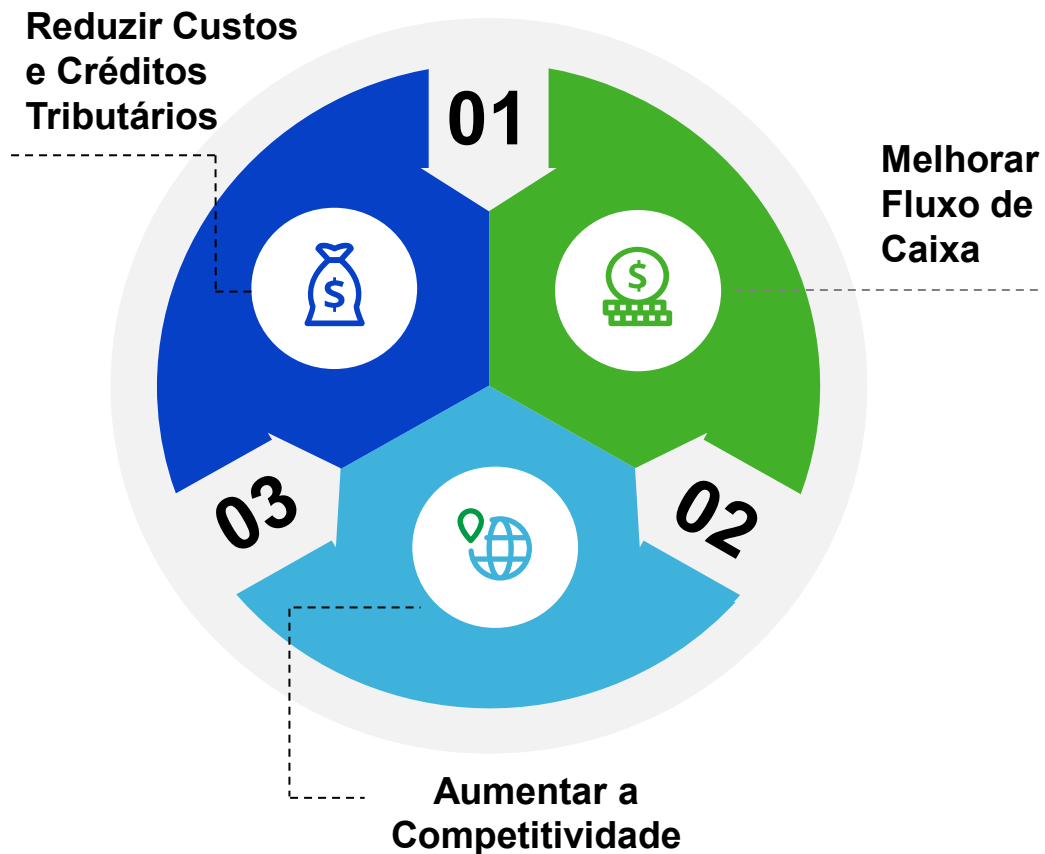 Reduzir Custos
e Créditos
Tributários
01
Melhorar
Fluxo de
Caixa
$
$
03
02
Aumentar a
Competitividade